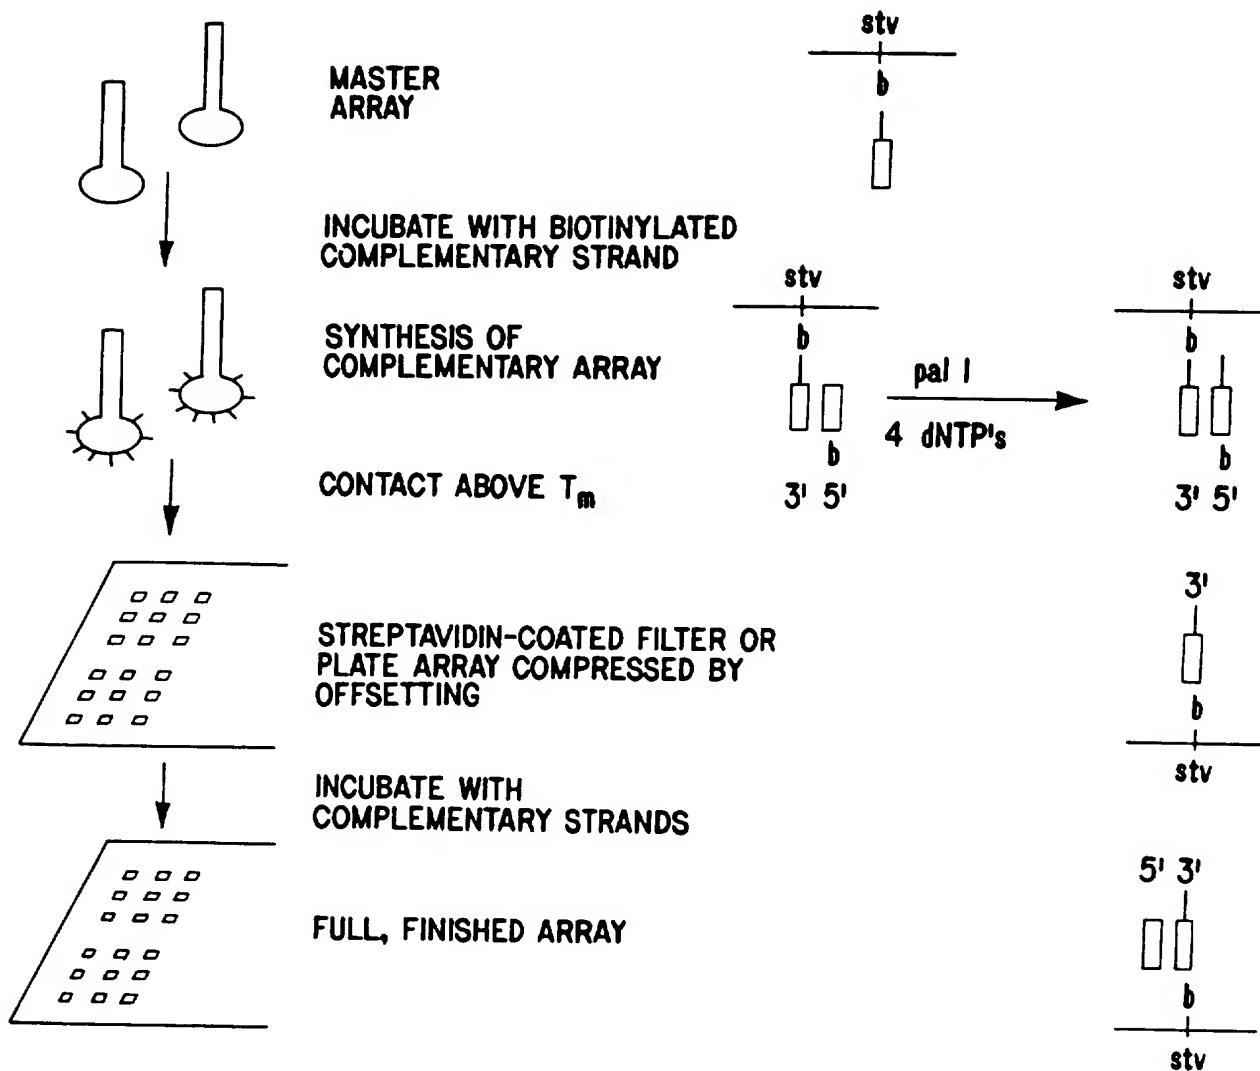 stv
MASTER
ARRAY
b
INCUBATE WITH BIOTINYLATED
COMPLEMENTARY STRAND
stv
stv
SYNTHESIS OF
COMPLEMENTARY ARRAY
b
b
pal I
4 dNTP's
b
b
CONTACT ABOVE Tm
3' 5'
3' 5'
3'
STREPTAVIDIN-COATED FILTER OR
PLATE ARRAY COMPRESSED BY
OFFSETTING
b
stv
INCUBATE WITH
COMPLEMENTARY STRANDS
5' 3'
FULL, FINISHED ARRAY
b
stv